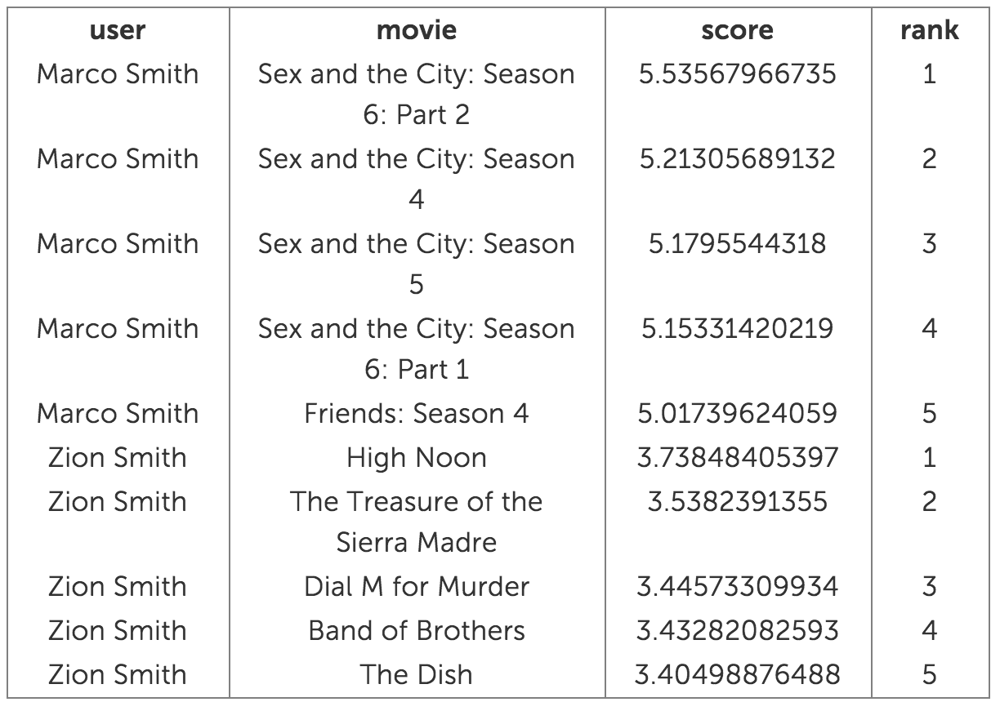 user movie score rank
Marco Smith Sex and the City: Season 5.53567966735 1
6: Part 2
Marco Smith Sex and the City: Season 5.21305689132 2
4
Marco Smith Sex and the City: Season 5.1795544318 3
5
Marco Smith Sex and the City: Season 5.15331420219 4
6: Part 1
Marco Smith Friends: Season 4 5.01739624059 5
Zion Smith High Noon 3.73848405397 1
Zion Smith The Treasure of the 3.5382391355 2
Sierra Madre
Zion Smith Dial M for Murder 3.44573309934 3
Zion Smith Band of Brothers 3.43282082593 4
Zion Smith The Dish 3.40498876488 5